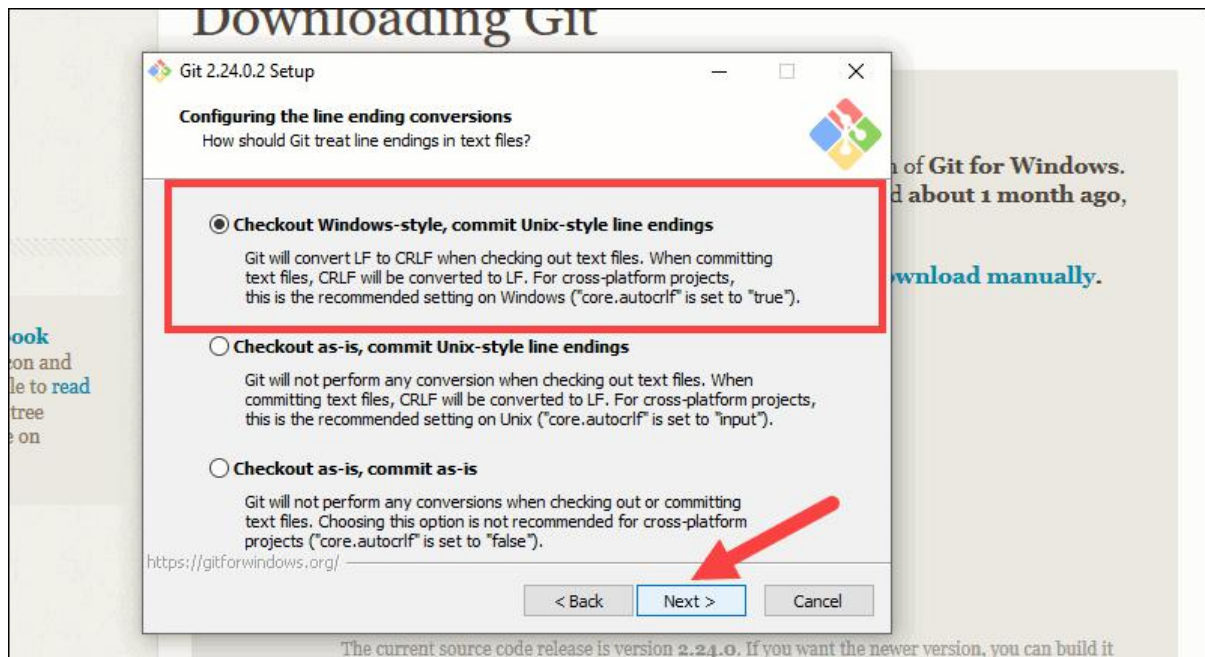 Downloading Git
Git 2.24.0.2 Setup
Configuring the line ending conversions
How should Git treat line endings in text files?
of Git for Windows.
about 1 month ago,
Checkout Windows-style, commit Unix-style line endings
Git will convert LF to CRLF when checking out text files. When committing
text files, CRLF will be converted to LF. For cross-platform projects,
this is the recommended setting on Windows ("core.autocrlf" is set to "true").
download manually.
Checkout as-is, commit Unix-style line endings
Git will not perform any conversion when checking out text files. When
committing text files, CRLF will be converted to LF. For cross-platform projects,
this is the recommended setting on Unix ("core.autocrlf" is set to "input").
ook
on and
le to read
tree
on
Checkout as-is, commit as-is
Git will not perform any conversions when checking out or committing
text files. Choosing this option is not recommended for cross-platform
projects ("core.autocrlf" is set to "false").
https://gitforwindows.org/
< Back
Next >
Cancel
The current source code release is version 2.24.0. If you want the newer version, you can build it